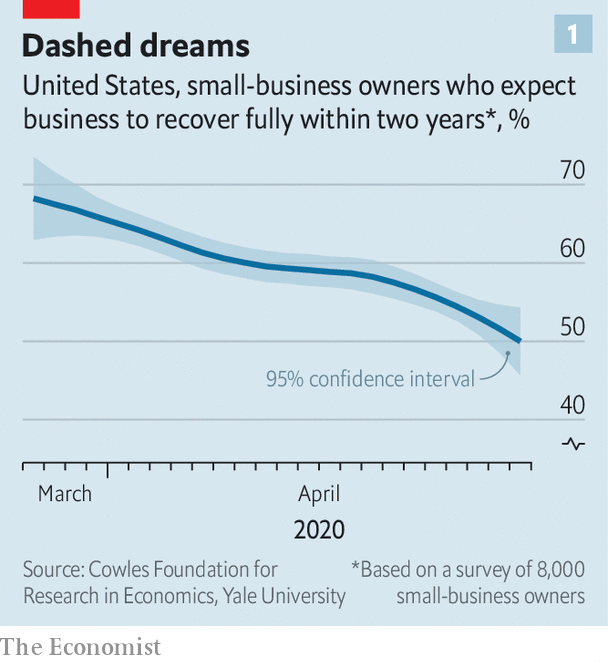 Dashed dreams
1
United States, small-business owners who expect
business to recover fully within two years*, %
70
60
50
95% confidence interval
40
March
April
2020
Source: Cowles Foundation for
Research in Economics, Yale University
*Based on a survey of 8,000
small-business owners
The Economist